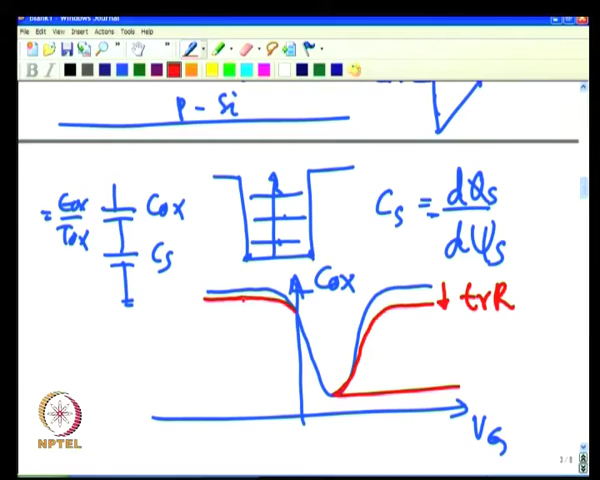 Blank1 - Windows Journal
File Edit View Insert Actions Tools Help
B I
p - Si
= Eox / Tox
Cox
Cs
Cs = dQs / dψs
Cox
↓ trR
VG
NPTEL
3 / 8